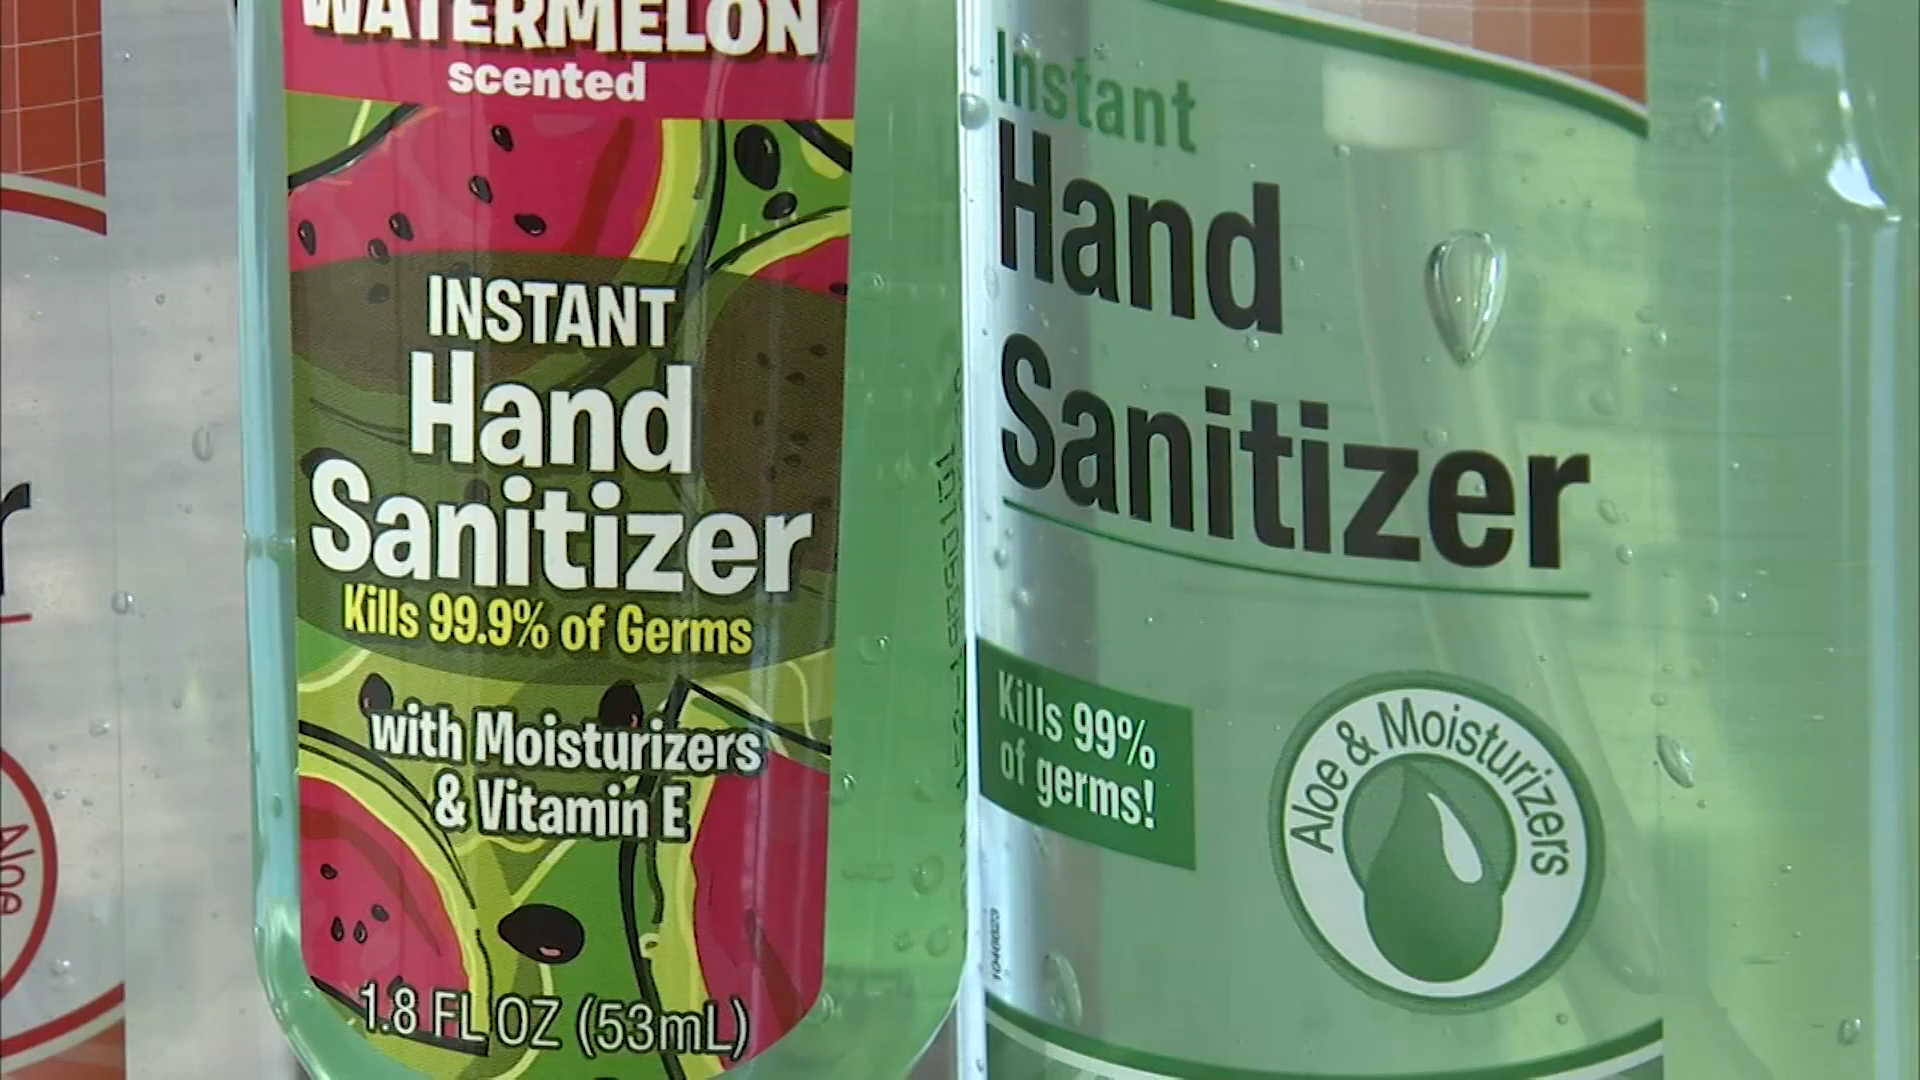 WATERMELON
scented
INSTANT
Hand
Sanitizer
Kills 99.9% of Germs
with Moisturizers
& Vitamin E
1.8 FL OZ (53mL)
Instant
Hand
Sanitizer
Kills 99%
of germs!
Aloe & Moisturizers
r
Aloe